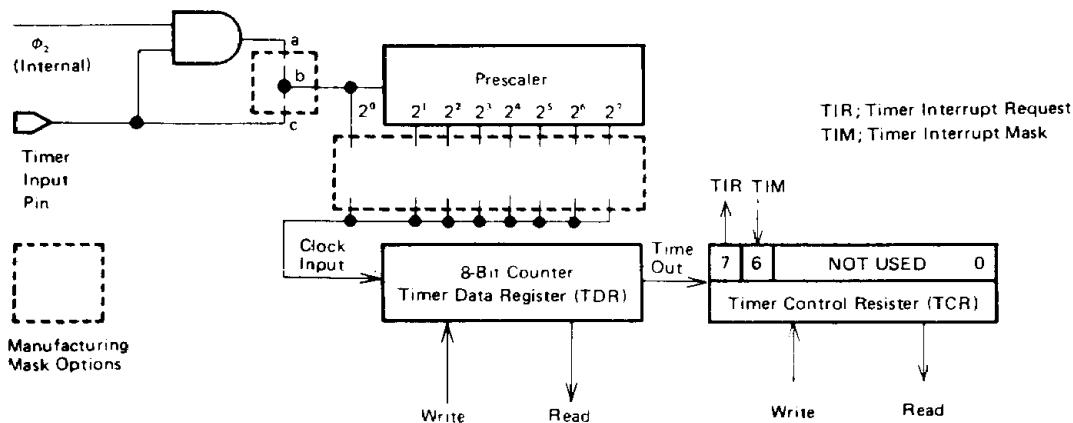 ϕ₂
(Internal)
a
b
c
Timer
Input
Pin
Prescaler
2⁰ 2¹ 2² 2³ 2⁴ 2⁵ 2⁶ 2⁷
TIR; Timer Interrupt Request
TIM; Timer Interrupt Mask
TIR TIM
Clock
Input
8-Bit Counter
Timer Data Register (TDR)
Time
Out
7 6 NOT USED 0
Timer Control Resister (TCR)
Manufacturing
Mask Options
Write Read
Write Read